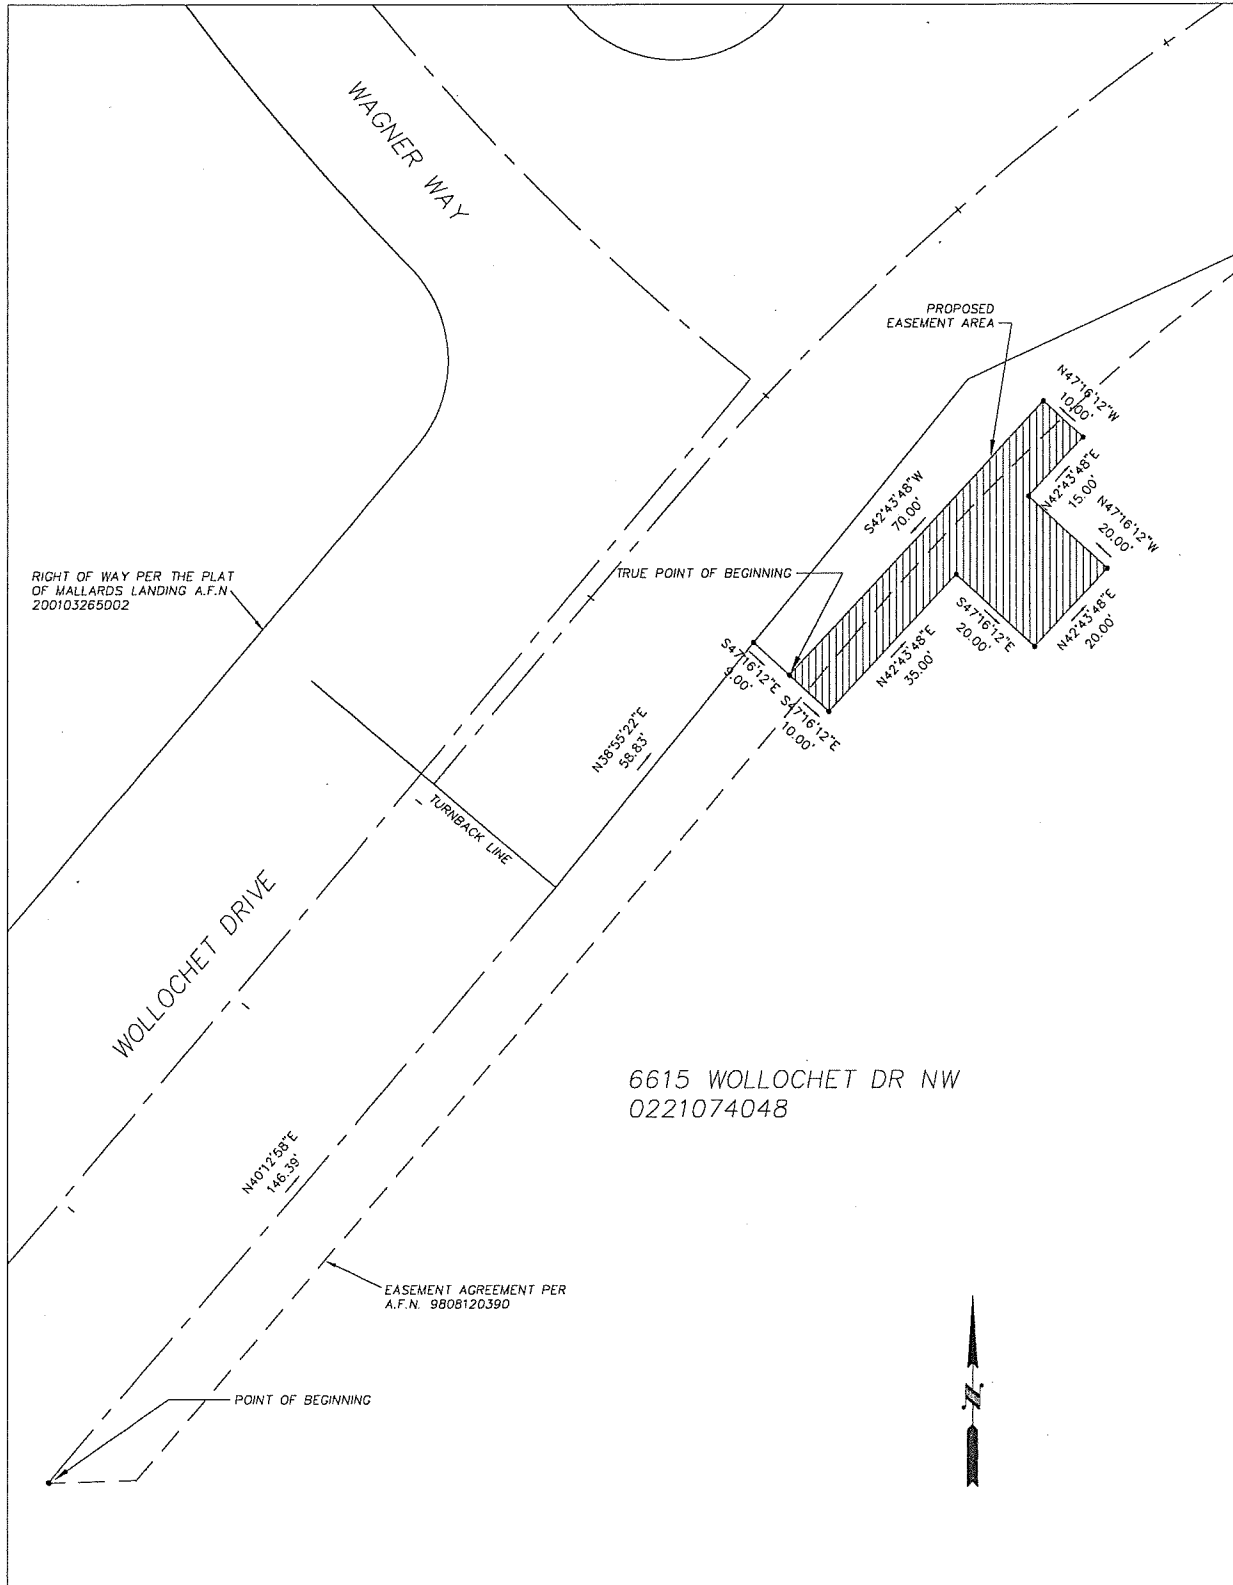 WAGNER WAY
PROPOSED
EASEMENT AREA
N47°16'12"W
10.00'
N42°43'48"E
15.00'
N47°16'12"W
20.00'
S42°43'48"W
70.00'
TRUE POINT OF BEGINNING
RIGHT OF WAY PER THE PLAT
OF MALLARDS LANDING A.F.N
200103265002
S47°16'12"E
20.00'
N42°43'48"E
20.00'
S47°16'12"E
9.00'
N42°43'48"E
35.00'
S47°16'12"E
10.00'
N38°55'22"E
58.83'
TURNBACK LINE
WOLLOCHET DRIVE
6615 WOLLOCHET DR NW
0221074048
N40°12'58"E
146.39'
EASEMENT AGREEMENT PER
A.F.N. 9808120390
POINT OF BEGINNING
N